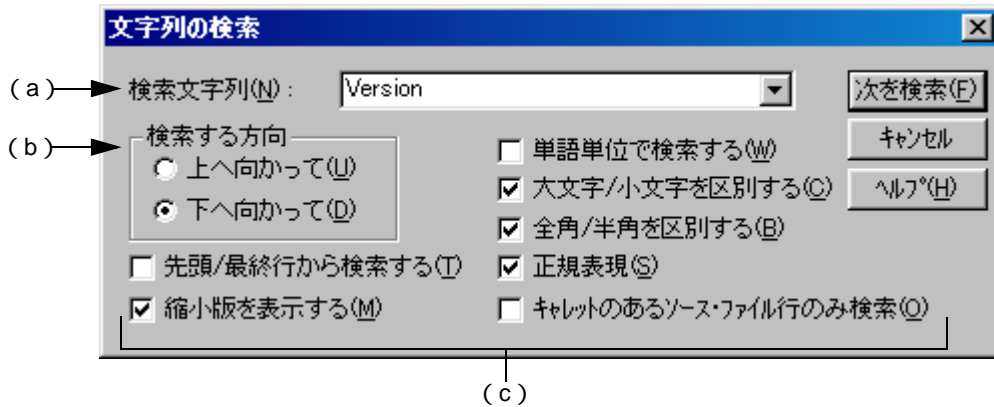 文字列の検索
(a) 検索文字列(N): Version 次を検索(F)
(b) 検索する方向 キャンセル
上へ向かって(U) 単語単位で検索する(W)
大文字/小文字を区別する(C) ヘルプ(H)
下へ向かって(D) 全角/半角を区別する(B)
先頭/最終行から検索する(T) 正規表現(S)
縮小版を表示する(M) キャレットのあるソース・ファイル行のみ検索(O)
(c)